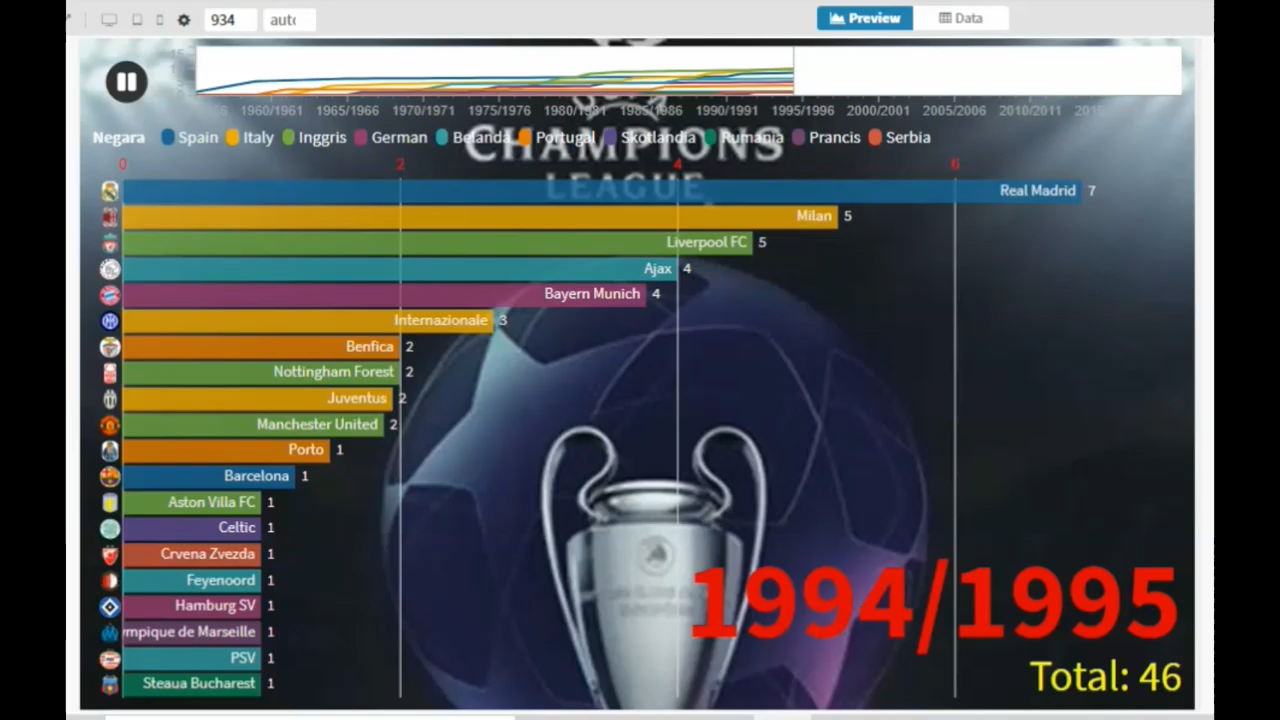 934
auto
Preview
Data
1960/1961 1965/1966 1970/1971 1975/1976 1980/1981 1985/1986 1990/1991 1995/1996 2000/2001 2005/2006 2010/2011
Negara Spain Italy Inggris German Belanda Portugal Skotlandia Rumania Prancis Serbia
CHAMPIONS
LEAGUE
0 2 4 6
Real Madrid 7
Milan 5
Liverpool FC 5
Ajax 4
Bayern Munich 4
Internazionale 3
Benfica 2
Nottingham Forest 2
Juventus 2
Manchester United 2
Porto 1
Barcelona 1
Aston Villa FC 1
Celtic 1
Crvena Zvezda 1
Feyenoord 1
Hamburg SV 1
ympique de Marseille 1
PSV 1
Steaua Bucharest 1
1994/1995
Total: 46